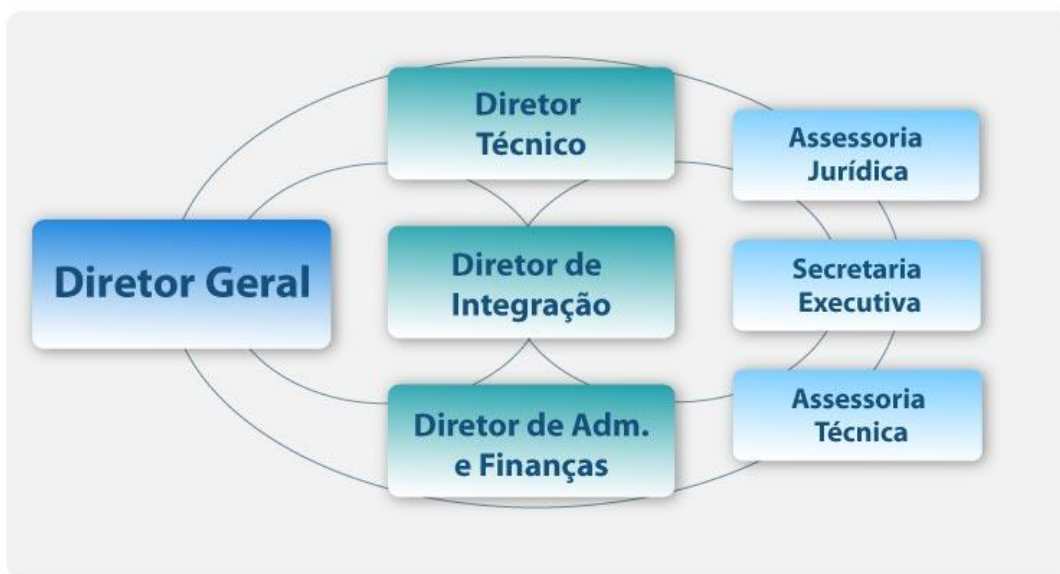 Diretor Geral
Diretor
Técnico
Diretor de
Integração
Diretor de Adm.
e Finanças
Assessoria
Jurídica
Secretaria
Executiva
Assessoria
Técnica